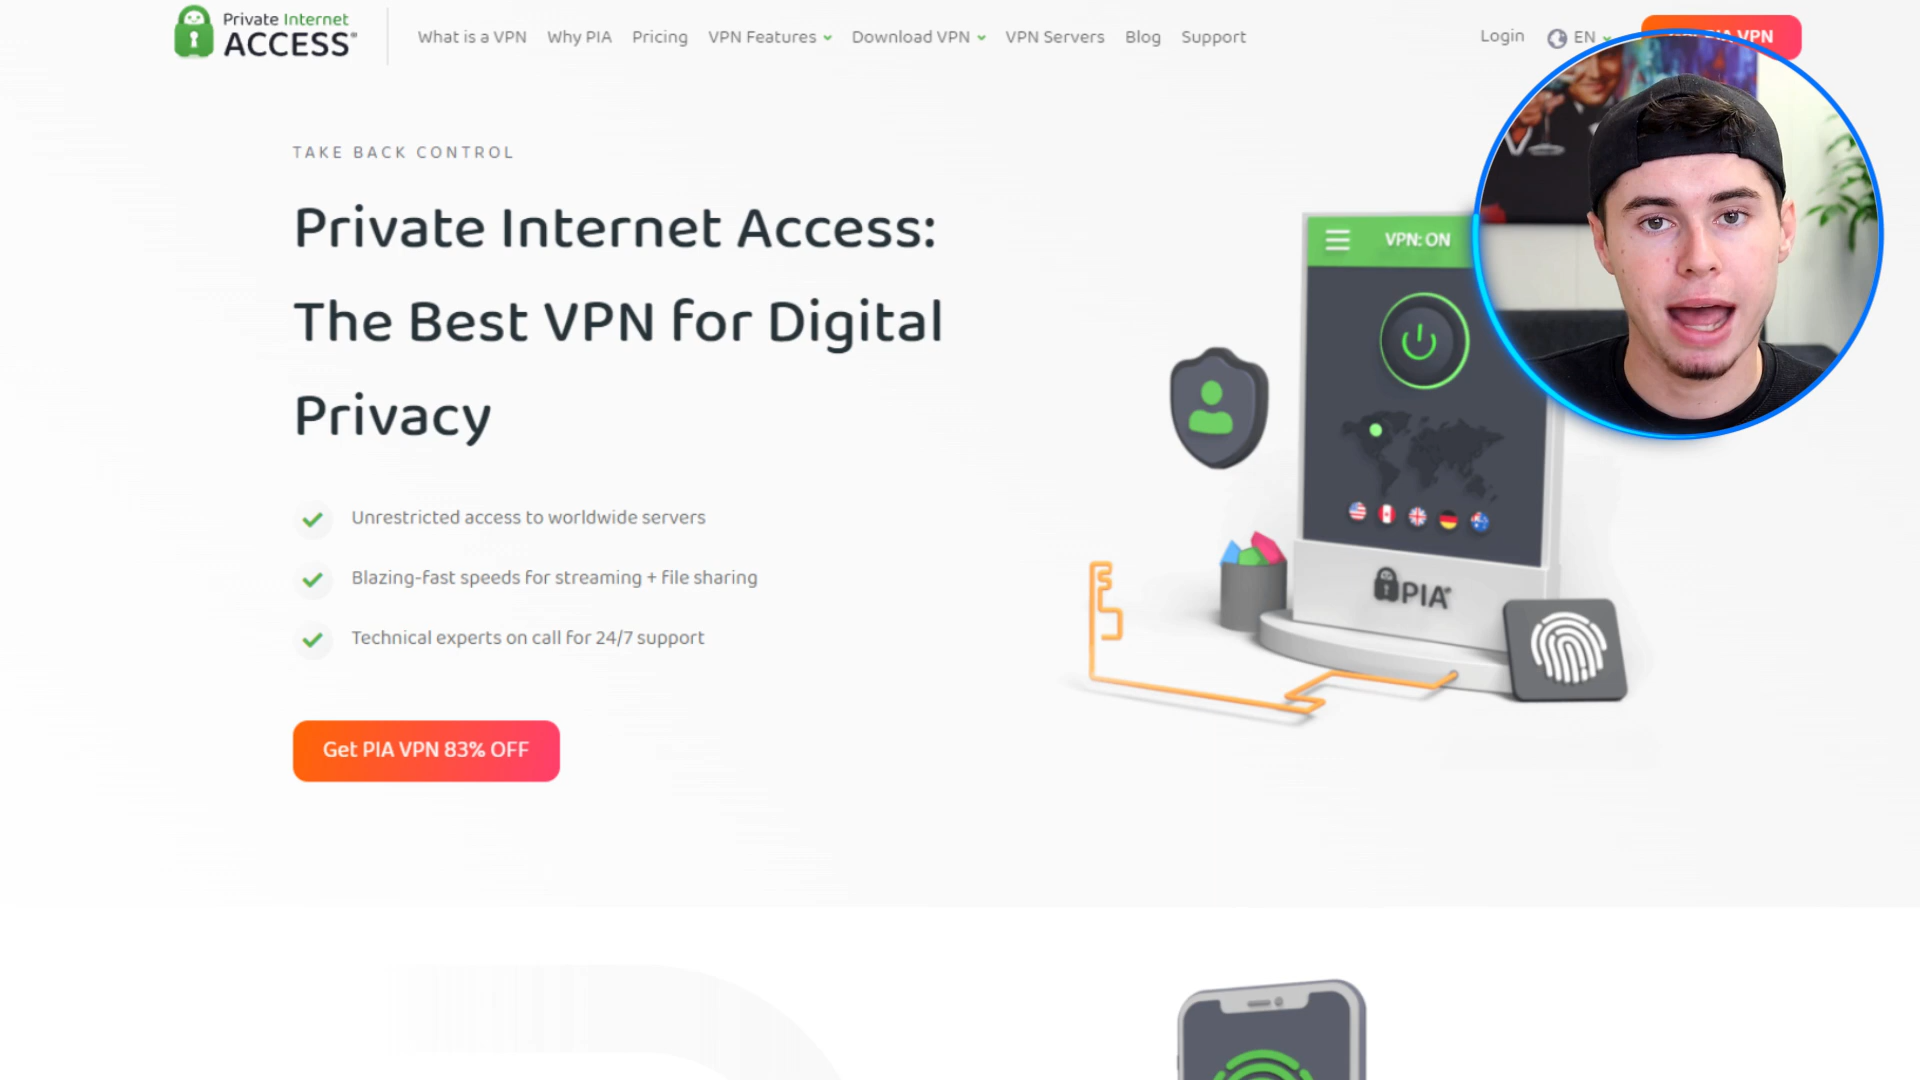 Private Internet
ACCESS®
What is a VPN Why PIA Pricing VPN Features Download VPN VPN Servers Blog Support
Login EN
VPN
TAKE BACK CONTROL
Private Internet Access:
The Best VPN for Digital
Privacy
Unrestricted access to worldwide servers
Blazing-fast speeds for streaming + file sharing
Technical experts on call for 24/7 support
Get PIA VPN 83% OFF
VPN: ON
PIA